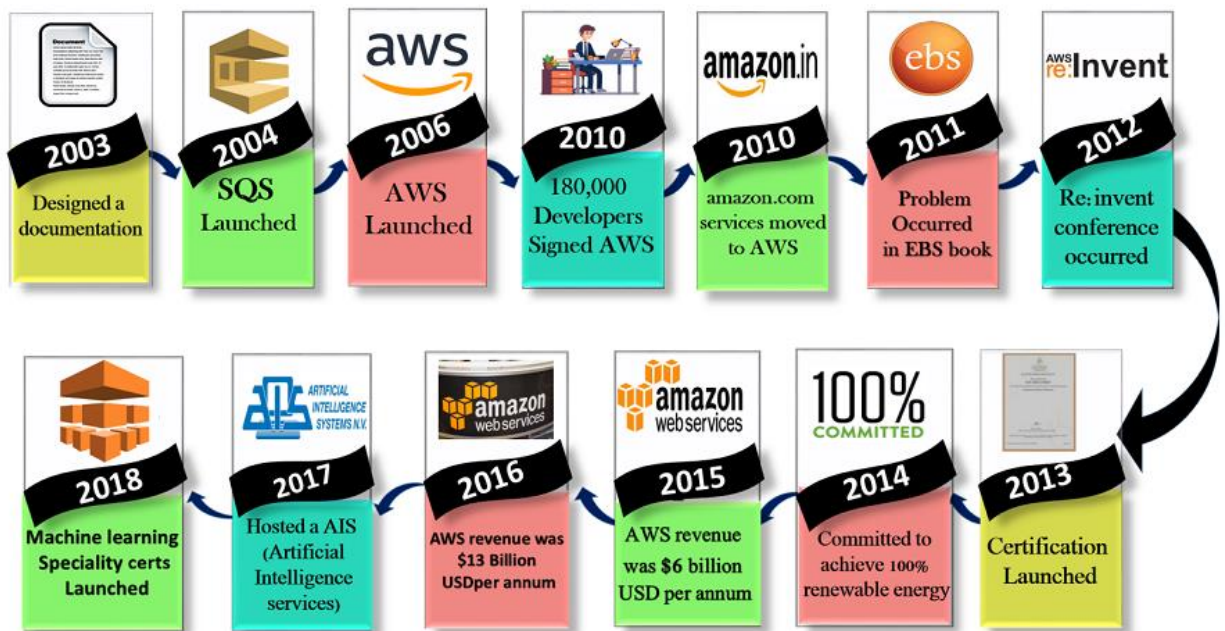 Document
2003
Designed a
documentation
2004
SQS
Launched
aws
2006
AWS
Launched
2010
180,000
Developers
Signed AWS
amazon.in
2010
amazon.com
services moved
to AWS
ebs
2011
Problem
Occurred
in EBS book
AWS
re:Invent
2012
Re: invent
conference
occurred
2013
Certification
Launched
100%
COMMITTED
2014
Committed to
achieve 100%
renewable energy
amazon
web services
2015
AWS revenue
was $6 billion
USD per annum
amazon
web services
2016
AWS revenue was
$13 Billion
USDper annum
ARTIFICIAL
INTELLIGENCE
SYSTEMS N.V.
2017
Hosted a AIS
(Artificial
Intelligence
services)
2018
Machine learning
Speciality certs
Launched